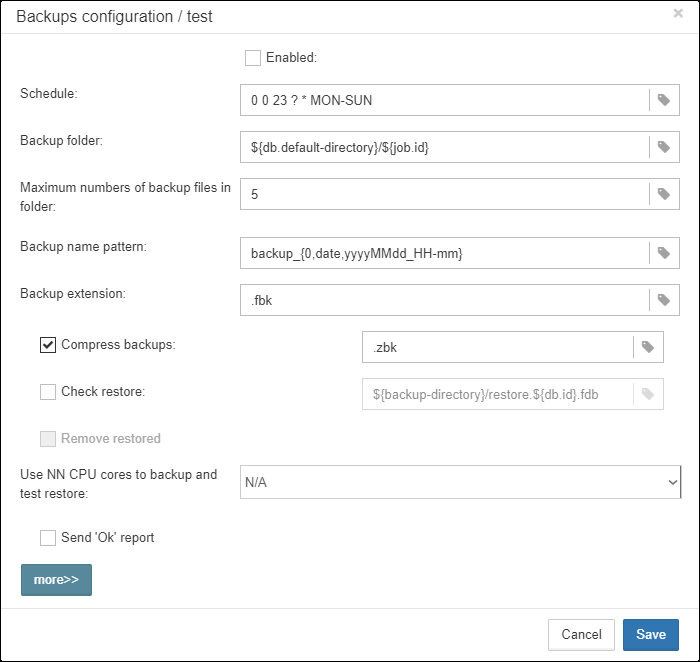 Backups configuration / test
×
Enabled:
Schedule:
0 0 23 ? * MON-SUN
Backup folder:
${db.default-directory}/${job.id}
Maximum numbers of backup files in
folder:
5
Backup name pattern:
backup_{0,date,yyyyMMdd_HH-mm}
Backup extension:
.fbk
Compress backups:
.zbk
Check restore:
${backup-directory}/restore.${db.id}.fdb
Remove restored
Use NN CPU cores to backup and
test restore:
N/A
Send 'Ok' report
more>>
Cancel
Save